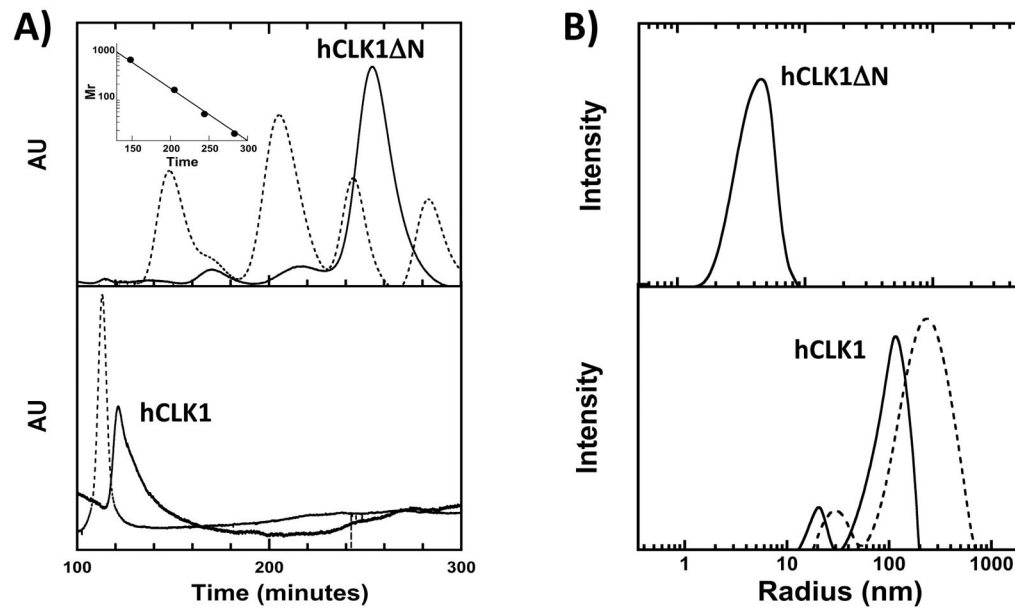 A)
hCLK1ΔN
1000
Mr
100
150 200 250 300
Time
AU
hCLK1
AU
100 200 300
Time (minutes)
B)
hCLK1ΔN
Intensity
hCLK1
Intensity
1 10 100 1000
Radius (nm)